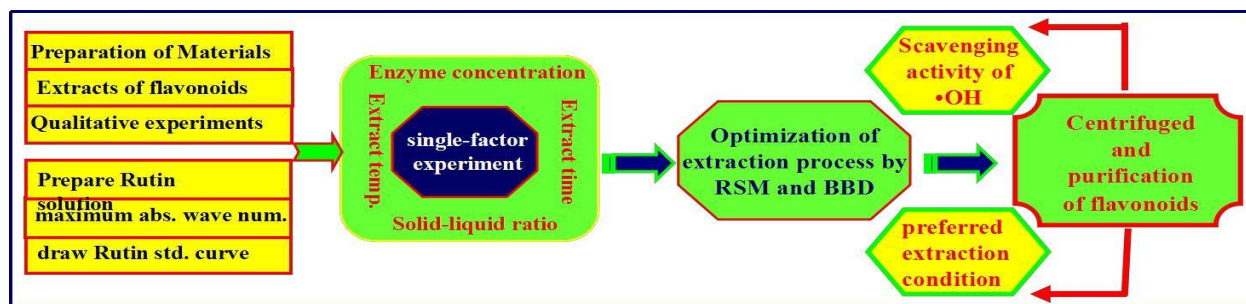 Preparation of Materials
Extracts of flavonoids
Qualitative experiments
Prepare Rutin
solution
maximum abs. wave num.
draw Rutin std. curve
Enzyme concentration
Extract temp.
single-factor
experiment
Extract time
Solid-liquid ratio
Optimization of
extraction process by
RSM and BBD
Scavenging
activity of
•OH
Centrifuged
and
purification
of flavonoids
preferred
extraction
condition